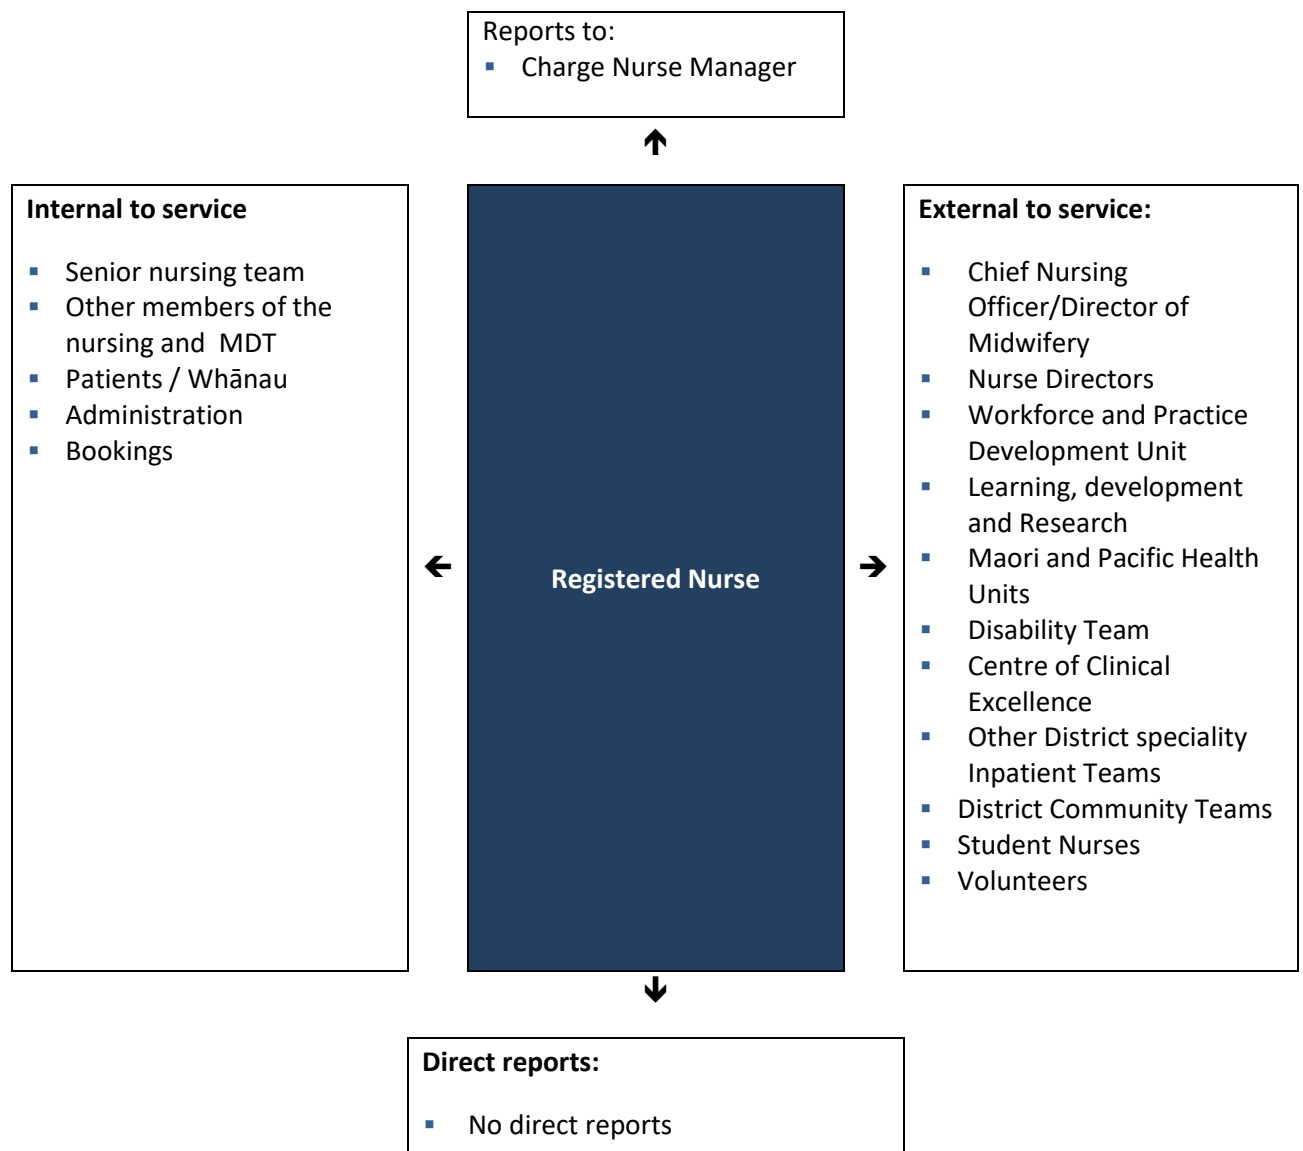 Reports to:
▪ Charge Nurse Manager
Internal to service
▪ Senior nursing team
▪ Other members of the
nursing and  MDT
▪ Patients / Whānau
▪ Administration
▪ Bookings
Registered Nurse
External to service:
▪ Chief Nursing
Officer/Director of
Midwifery
▪ Nurse Directors
▪ Workforce and Practice
Development Unit
▪ Learning, development
and Research
▪ Maori and Pacific Health
Units
▪ Disability Team
▪ Centre of Clinical
Excellence
▪ Other District speciality
Inpatient Teams
▪ District Community Teams
▪ Student Nurses
▪ Volunteers
Direct reports:
▪ No direct reports